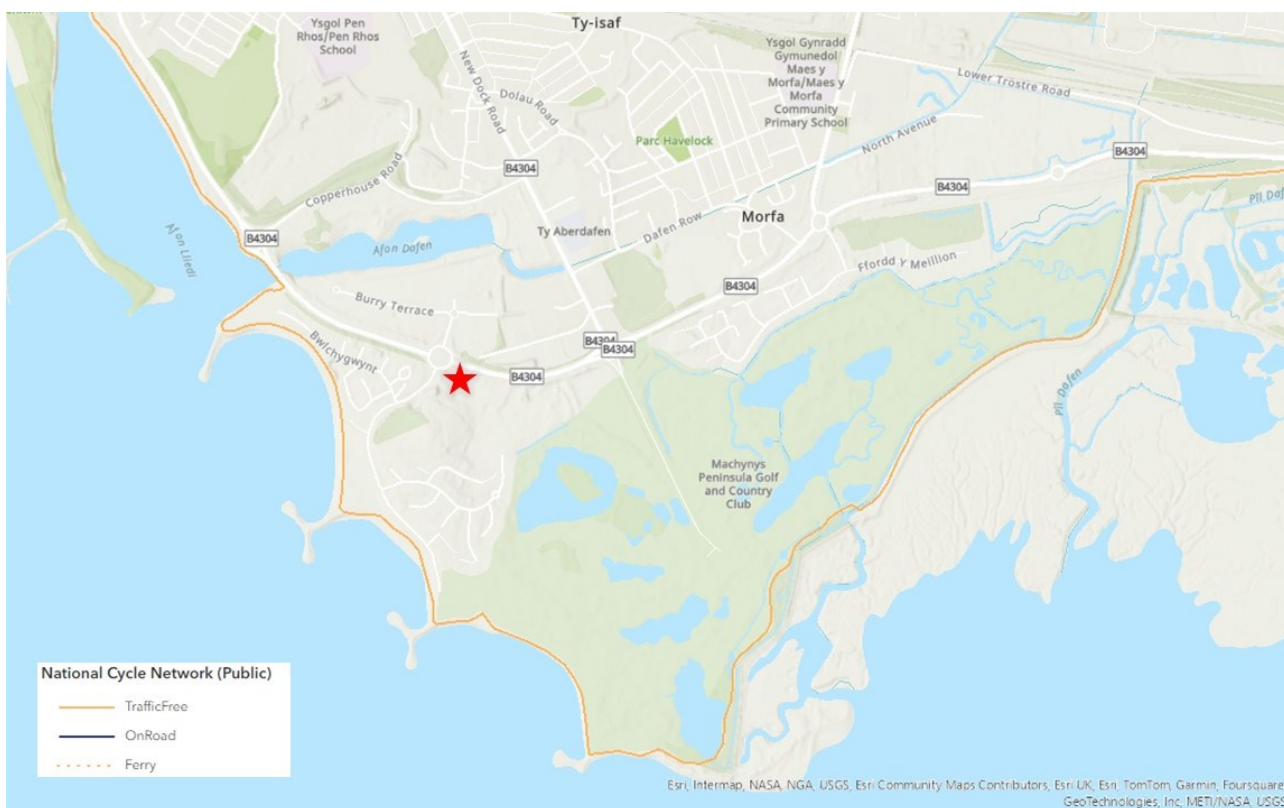 Ysgol Pen
Rhos/Pen Rhos
School
Ty-isaf
Ysgol Gynradd
Gymunedol
Maes y
Morfa/Maes y
Morfa
Community
Primary School
New Dock Road
Dolau Road
Lower Trostre Road
Parc Havelock
North Avenue
B4304
B4304
B4304
Copperhouse Road
Pil Dafen
Morfa
Ty Aberdafen
Dafen Row
B4304
Afon Lliedi
Afon Dafen
Ffordd Y Meillion
B4304
Burry Terrace
Bwlchygwynt
B4304
B4304
B4304
Pil Dafen
Machynys
Peninsula Golf
and Country
Club
National Cycle Network (Public)
TrafficFree
OnRoad
Ferry
Esri, Intermap, NASA, NGA, USGS, Esri Community Maps Contributors, Esri UK, Esri, TomTom, Garmin, Foursquare,
GeoTechnologies, Inc, METI/NASA, USGS